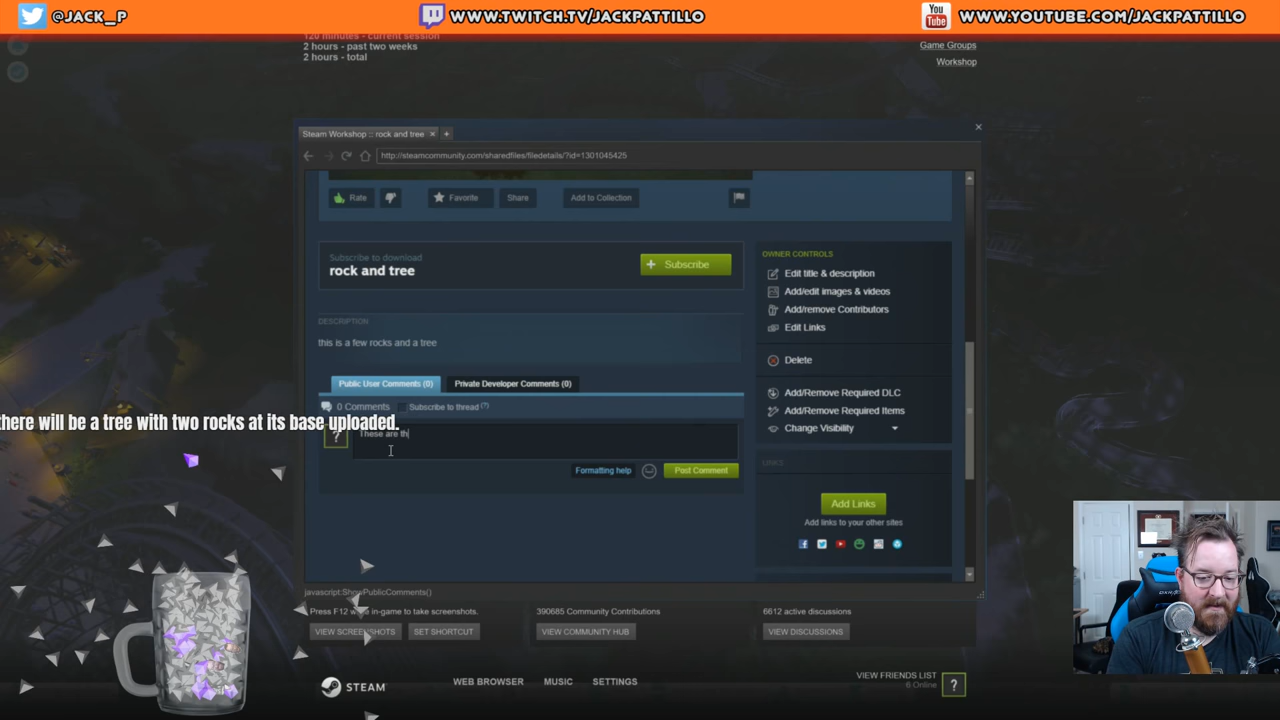 @JACK_P
WWW.TWITCH.TV/JACKPATTILLO
You Tube
WWW.YOUTUBE.COM/JACKPATTILLO
120 minutes - current session
2 hours - past two weeks
2 hours - total
Game Groups
Workshop
Steam Workshop :: rock and tree
http://steamcommunity.com/sharedfiles/filedetails/?id=1301045425
Rate
Favorite
Share
Add to Collection
Subscribe to download
rock and tree
Subscribe
OWNER CONTROLS
Edit title & description
Add/edit images & videos
Add/remove Contributors
Edit Links
Delete
Add/Remove Required DLC
Add/Remove Required Items
Change Visibility
DESCRIPTION
this is a few rocks and a tree
Public User Comments (0)
Private Developer Comments (0)
0 Comments
Subscribe to thread (?)
there will be a tree with two rocks at its base uploaded.
?
These are th
Formatting help
Post Comment
LINKS
Add Links
Add links to your other sites
javascript:ShowPublicComments()
Press F12 while in-game to take screenshots.
VIEW SCREENSHOTS
SET SHORTCUT
390685 Community Contributions
VIEW COMMUNITY HUB
6612 active discussions
VIEW DISCUSSIONS
STEAM
WEB BROWSER
MUSIC
SETTINGS
VIEW FRIENDS LIST
6 Online
?